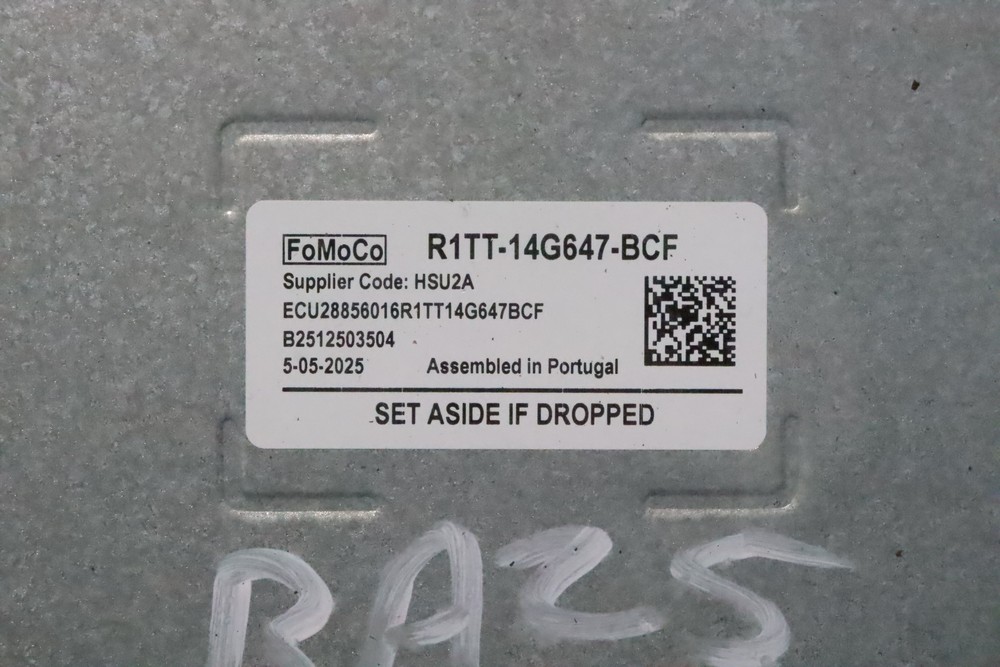 FoMoCo R1TT-14G647-BCF
Supplier Code: HSU2A
ECU28856016R1TT14G647BCF
B2512503504
5-05-2025 Assembled in Portugal
SET ASIDE IF DROPPED
RA25